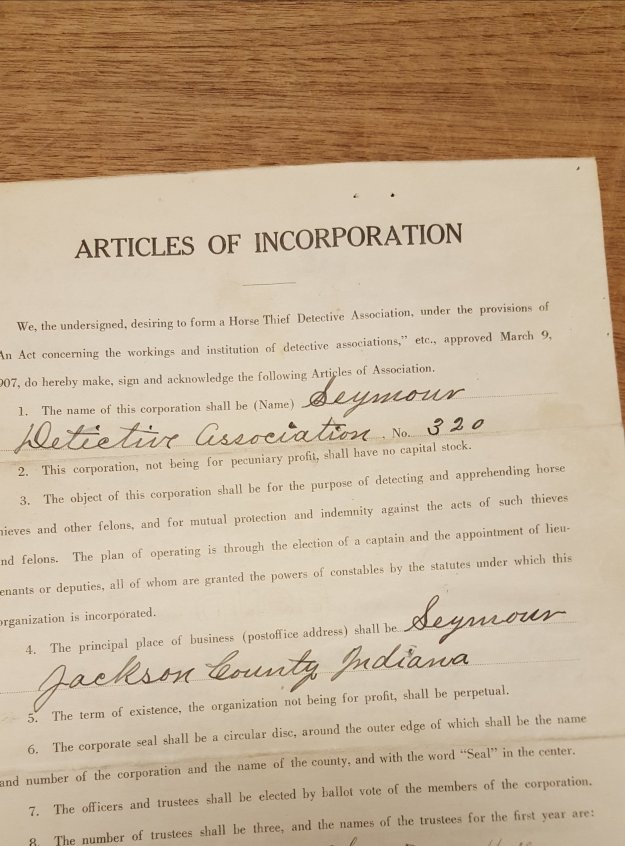 ARTICLES OF INCORPORATION
We, the undersigned, desiring to form a Horse Thief Detective Association, under the provisions of
An Act concerning the workings and institution of detective associations,” etc., approved March 9,
907, do hereby make, sign and acknowledge the following Articles of Association.
1. The name of this corporation shall be (Name) Seymour
Detictive Association . No. 320
2. This corporation, not being for pecuniary profit, shall have no capital stock.
3. The object of this corporation shall be for the purpose of detecting and apprehending horse
hieves and other felons, and for mutual protection and indemnity against the acts of such thieves
nd felons. The plan of operating is through the election of a captain and the appointment of lieu-
enants or deputies, all of whom are granted the powers of constables by the statutes under which this
organization is incorporated.
4. The principal place of business (postoffice address) shall be Seymour
Jackson County Indiana
5. The term of existence, the organization not being for profit, shall be perpetual.
6. The corporate seal shall be a circular disc, around the outer edge of which shall be the name
and number of the corporation and the name of the county, and with the word “Seal” in the center.
7. The officers and trustees shall be elected by ballot vote of the members of the corporation.
8. The number of trustees shall be three, and the names of the trustees for the first year are: